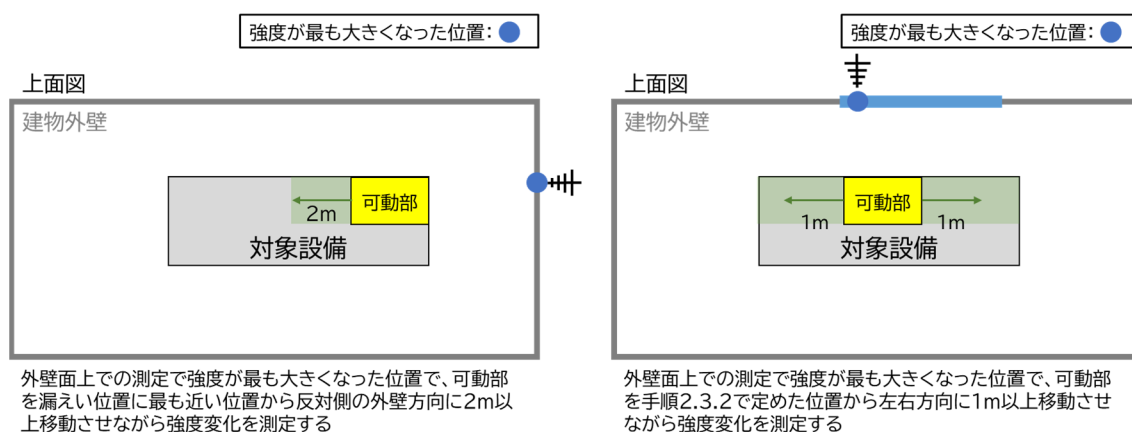 強度が最も大きくなった位置:
上面図
建物外壁
可動部
2m
対象設備
外壁面上での測定で強度が最も大きくなった位置で、可動部
を漏えい位置に最も近い位置から反対側の外壁方向に2m以
上移動させながら強度変化を測定する
強度が最も大きくなった位置:
上面図
建物外壁
可動部
1m
1m
対象設備
外壁面上での測定で強度が最も大きくなった位置で、可動部
を手順2.3.2で定めた位置から左右方向に1m以上移動させ
ながら強度変化を測定する